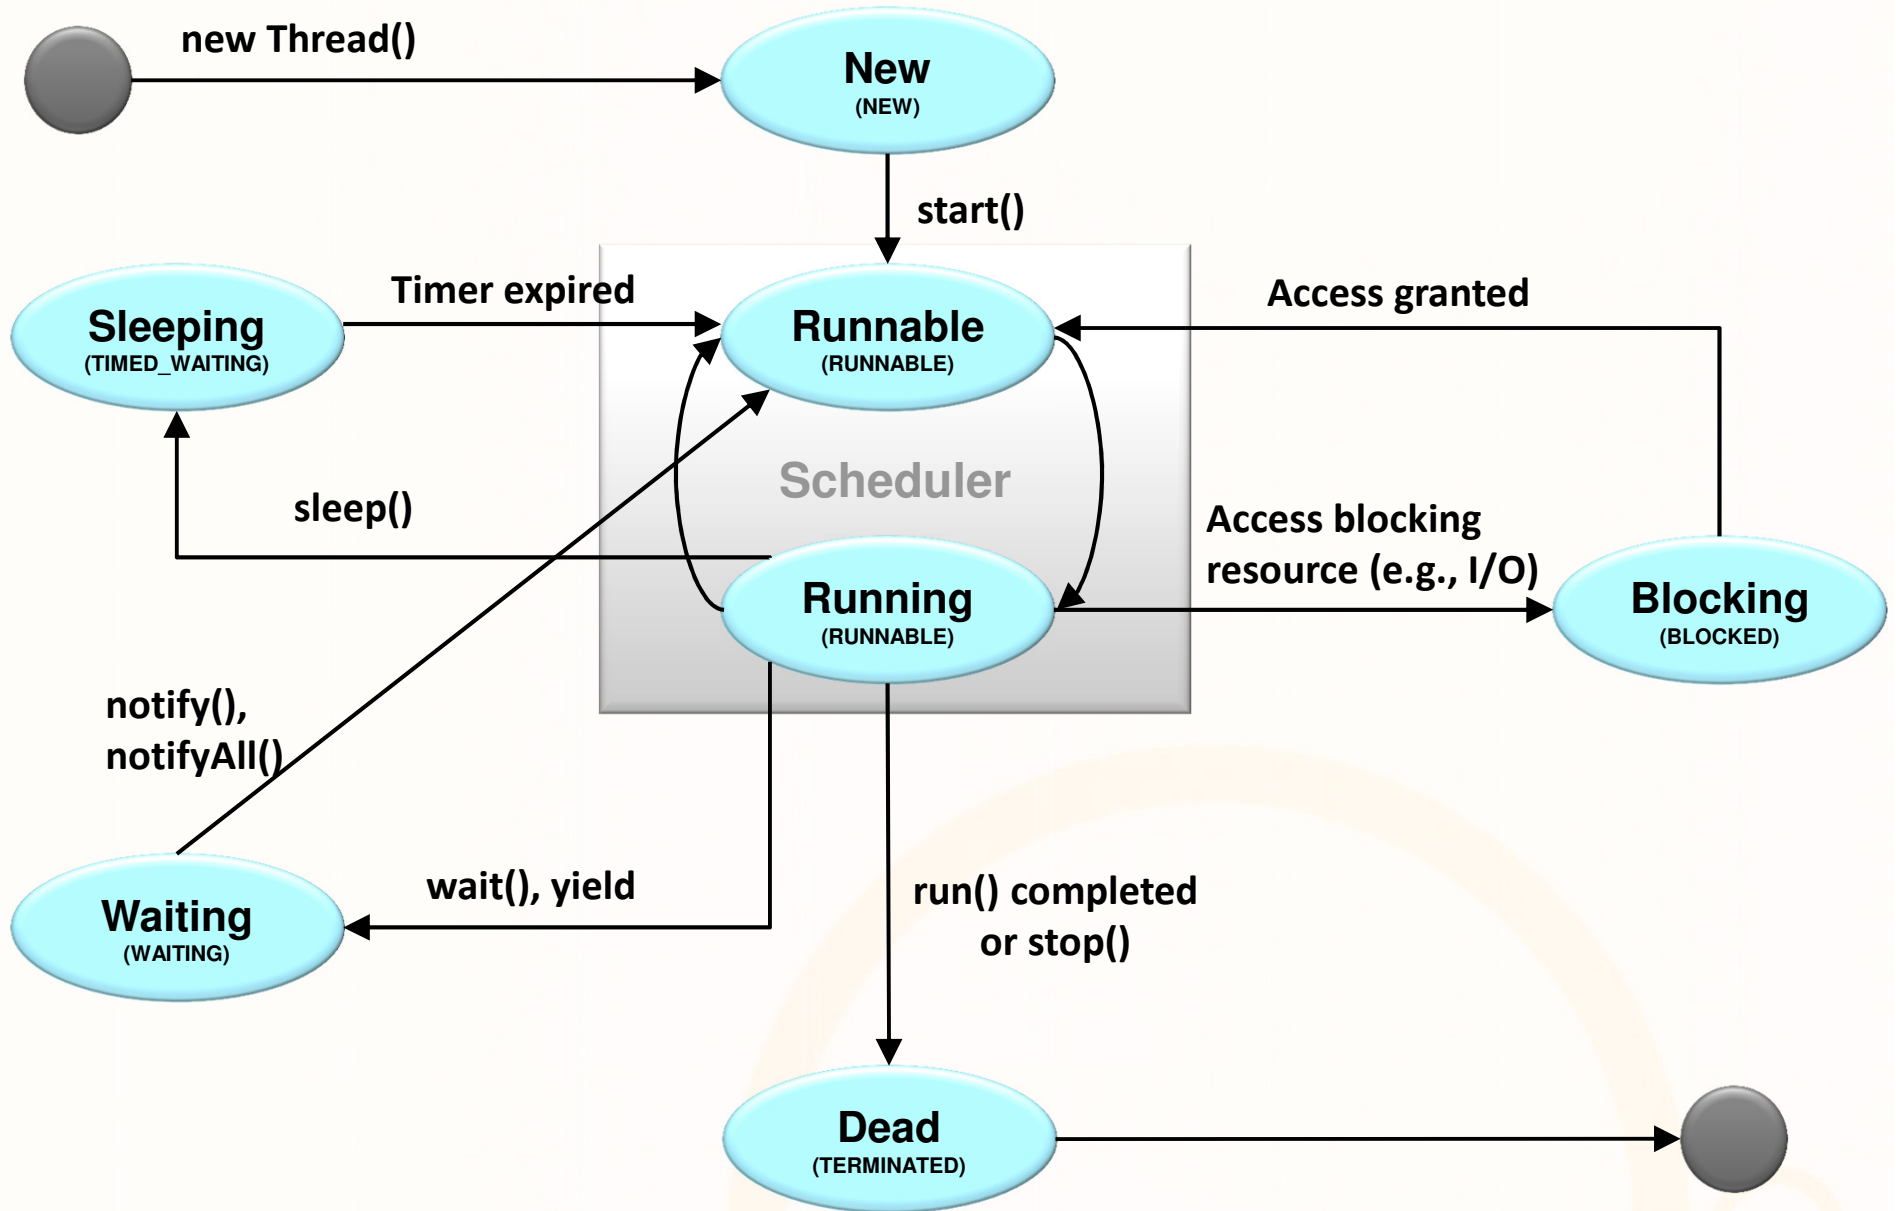 new Thread()
New
(NEW)
start()
Sleeping
(TIMED_WAITING)
Timer expired
Runnable
(RUNNABLE)
Access granted
Scheduler
sleep()
Access blocking
resource (e.g., I/O)
Running
(RUNNABLE)
Blocking
(BLOCKED)
notify(),
notifyAll()
Waiting
(WAITING)
wait(), yield
run() completed
or stop()
Dead
(TERMINATED)